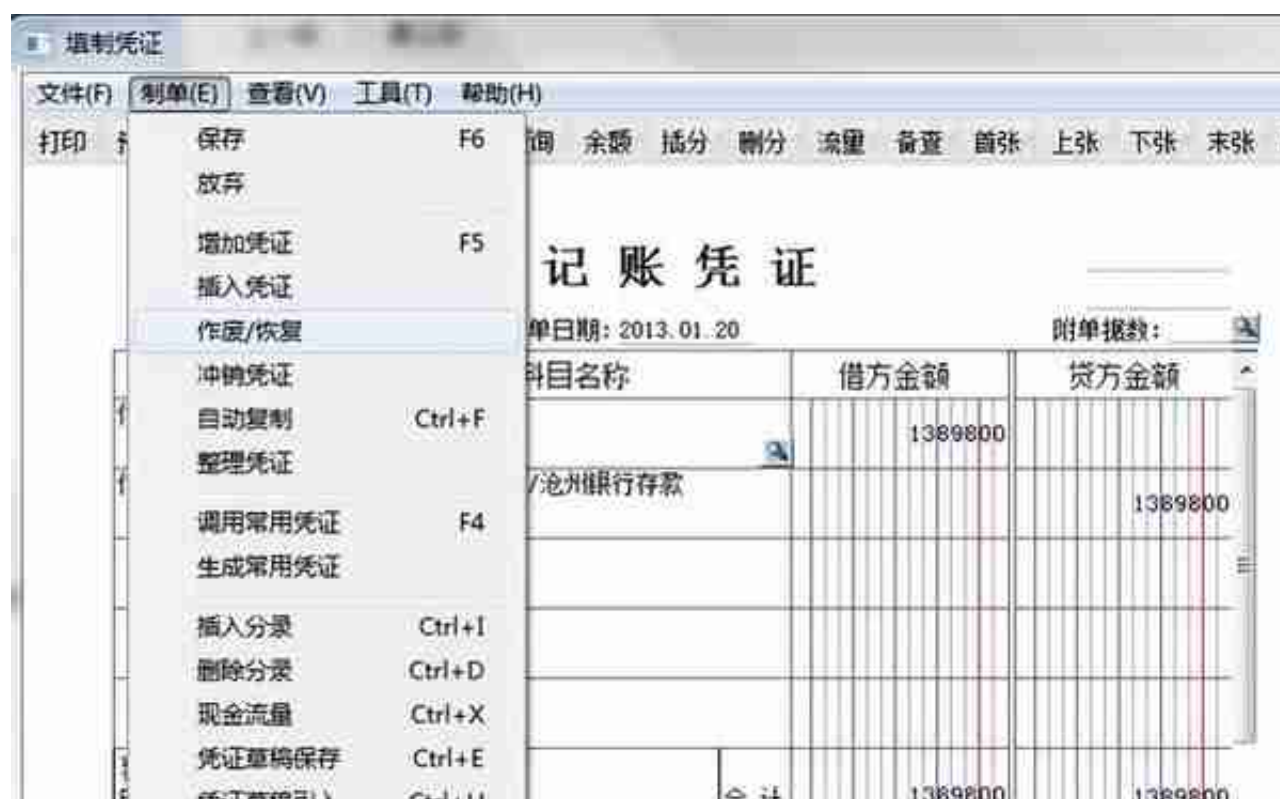 填制凭证
文件(F) 制单(E) 查看(V) 工具(T) 帮助(H)
打印 询 余额 插分 删分 流量 备查 首张 上张 下张 末张
保存 F6
放弃
增加凭证 F5
插入凭证
作废/恢复
冲销凭证
自动复制 Ctrl+F
整理凭证
调用常用凭证 F4
生成常用凭证
插入分录 Ctrl+I
删除分录 Ctrl+D
现金流量 Ctrl+X
凭证草稿保存 Ctrl+E
凭证草稿引入
记账凭证
单日期: 2013.01.20 附单据数:
科目名称 借方金额 贷方金额
1389800
/沧州银行存款 1389800
合计 1389800 1389800